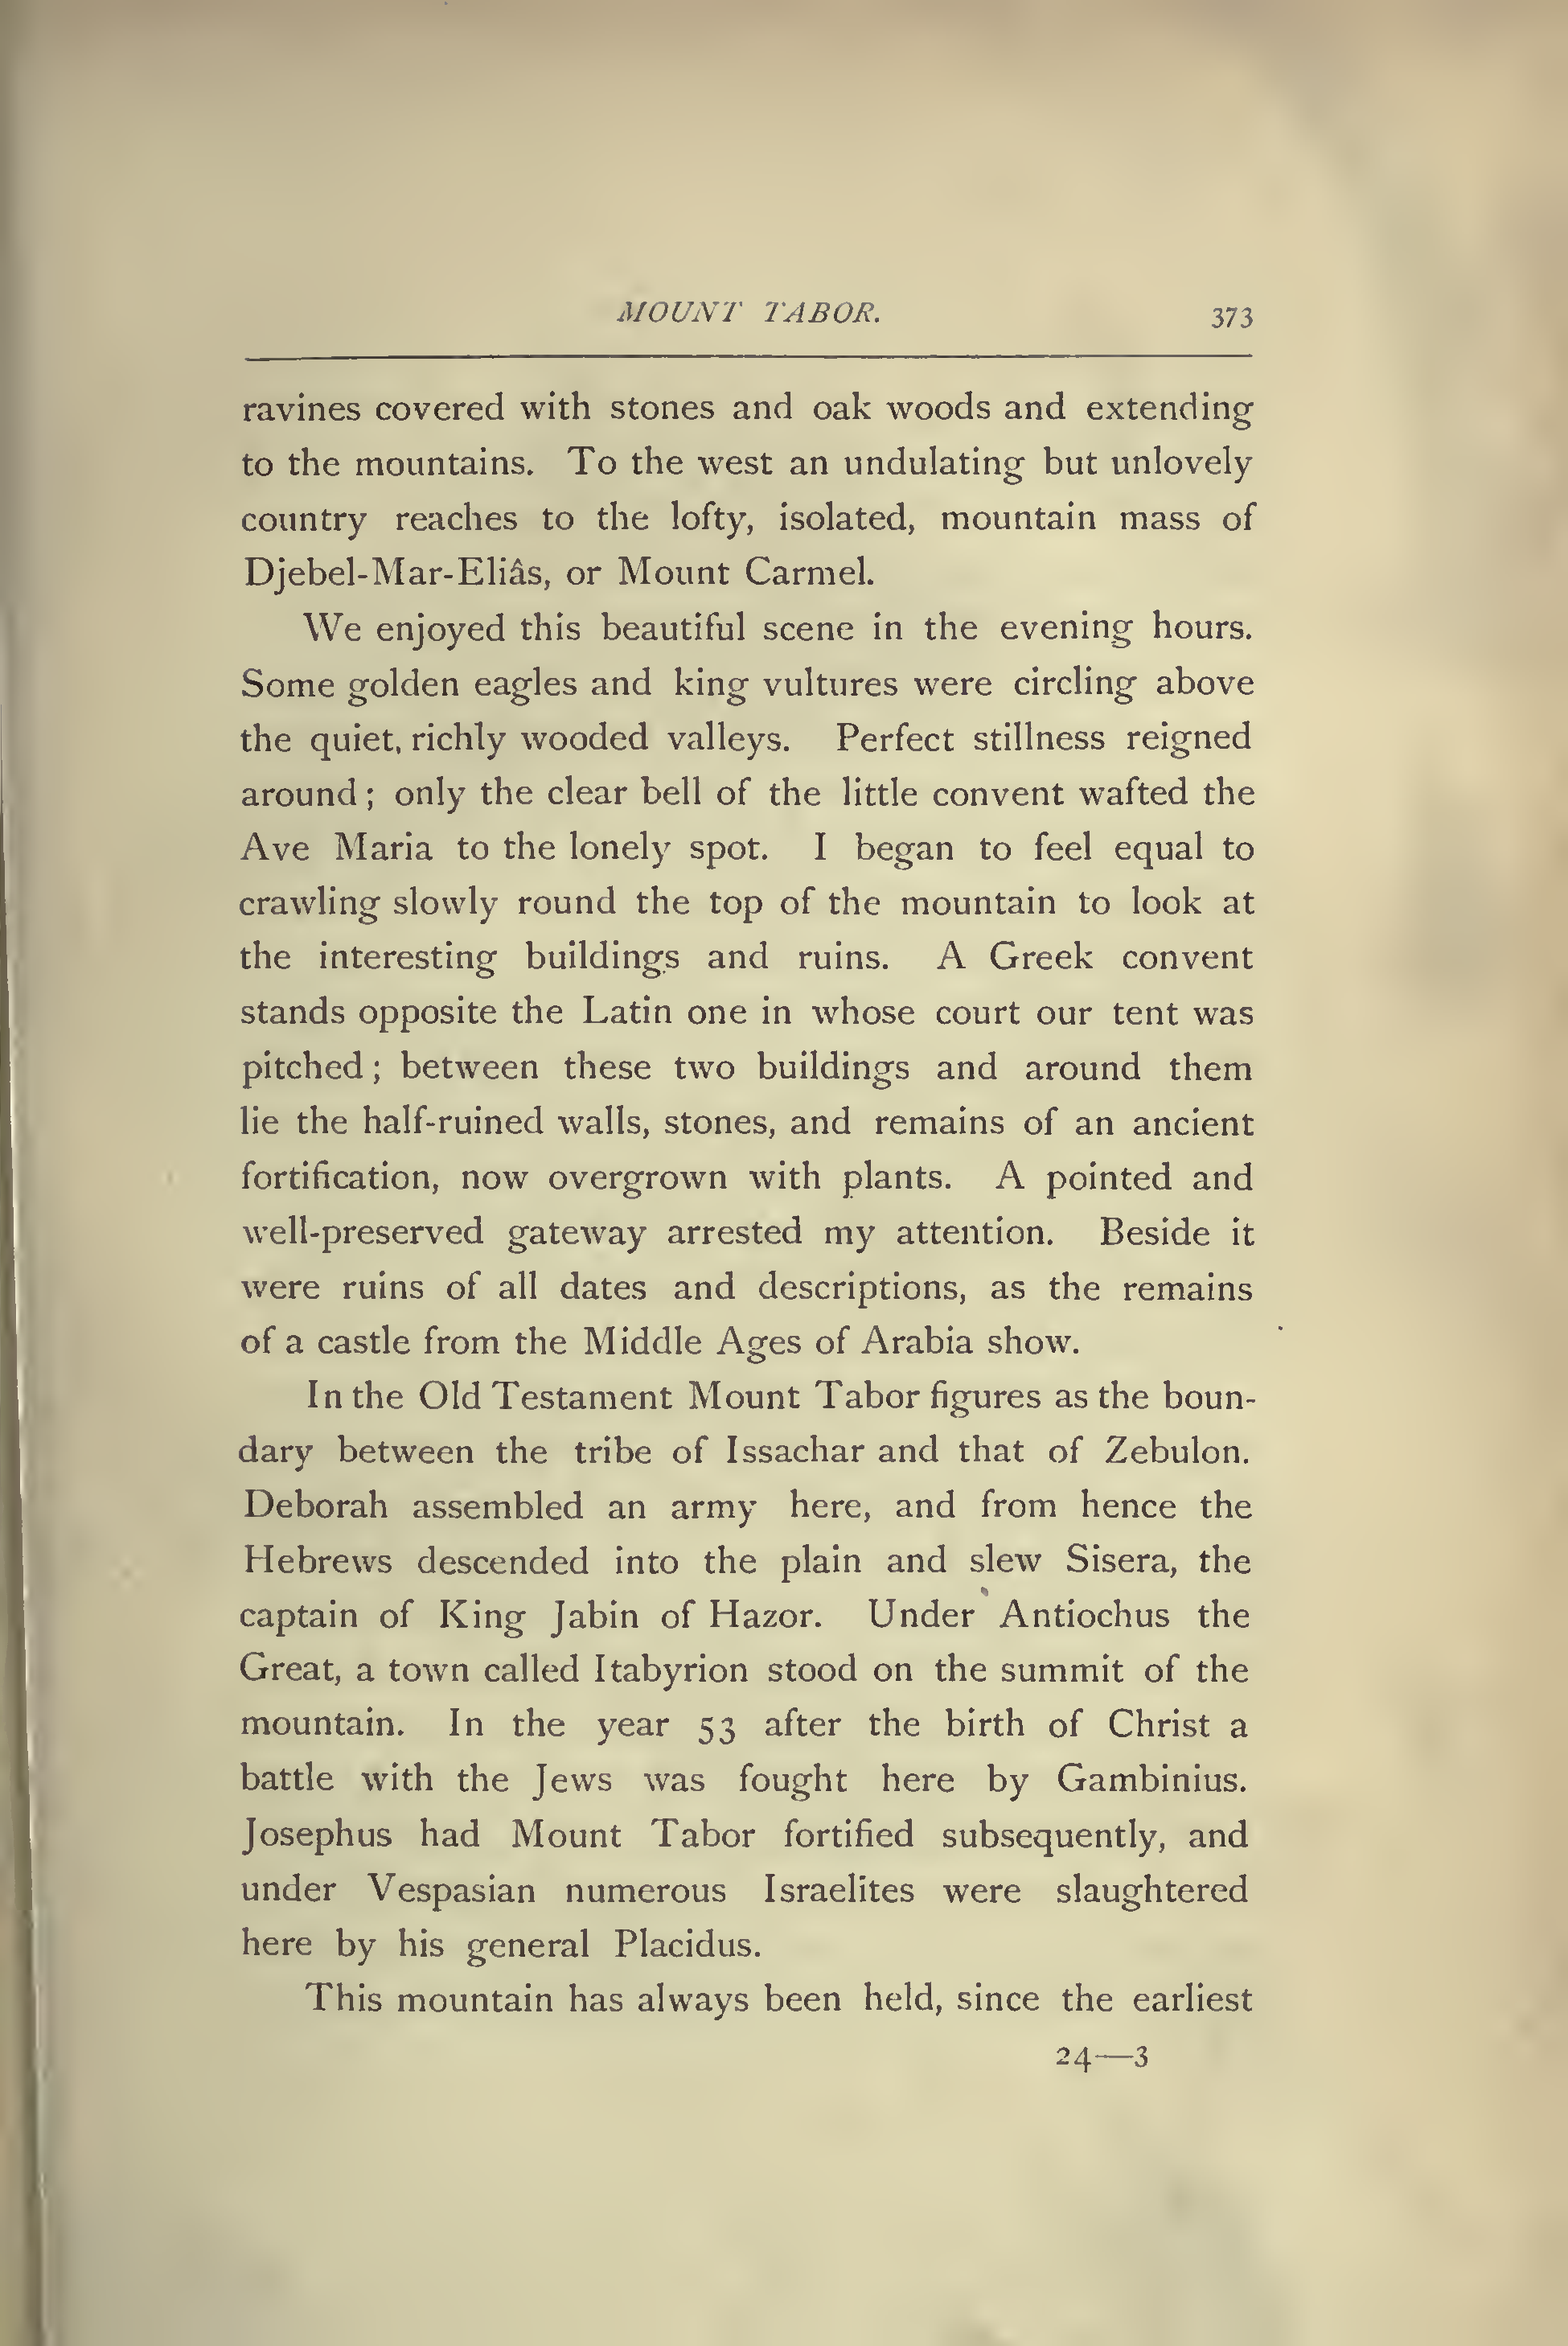 MOUNT TABOR. 373
ravines covered with stones and oak woods and extending
to the mountains. To the west an undulating but unlovely
country reaches to the lofty, isolated, mountain mass of
Djebel-Mar-Eliâs, or Mount Carmel.
We enjoyed this beautiful scene in the evening hours.
Some golden eagles and king vultures were circling above
the quiet, richly wooded valleys. Perfect stillness reigned
around; only the clear bell of the little convent wafted the
Ave Maria to the lonely spot. I began to feel equal to
crawling slowly round the top of the mountain to look at
the interesting buildings and ruins. A Greek convent
stands opposite the Latin one in whose court our tent was
pitched; between these two buildings and around them
lie the half-ruined walls, stones, and remains of an ancient
fortification, now overgrown with plants. A pointed and
well-preserved gateway arrested my attention. Beside it
were ruins of all dates and descriptions, as the remains
of a castle from the Middle Ages of Arabia show.
In the Old Testament Mount Tabor figures as the boun-
dary between the tribe of Issachar and that of Zebulon.
Deborah assembled an army here, and from hence the
Hebrews descended into the plain and slew Sisera, the
captain of King Jabin of Hazor. Under Antiochus the
Great, a town called Itabyrion stood on the summit of the
mountain. In the year 53 after the birth of Christ a
battle with the Jews was fought here by Gambinius.
Josephus had Mount Tabor fortified subsequently, and
under Vespasian numerous Israelites were slaughtered
here by his general Placidus.
This mountain has always been held, since the earliest
24—3